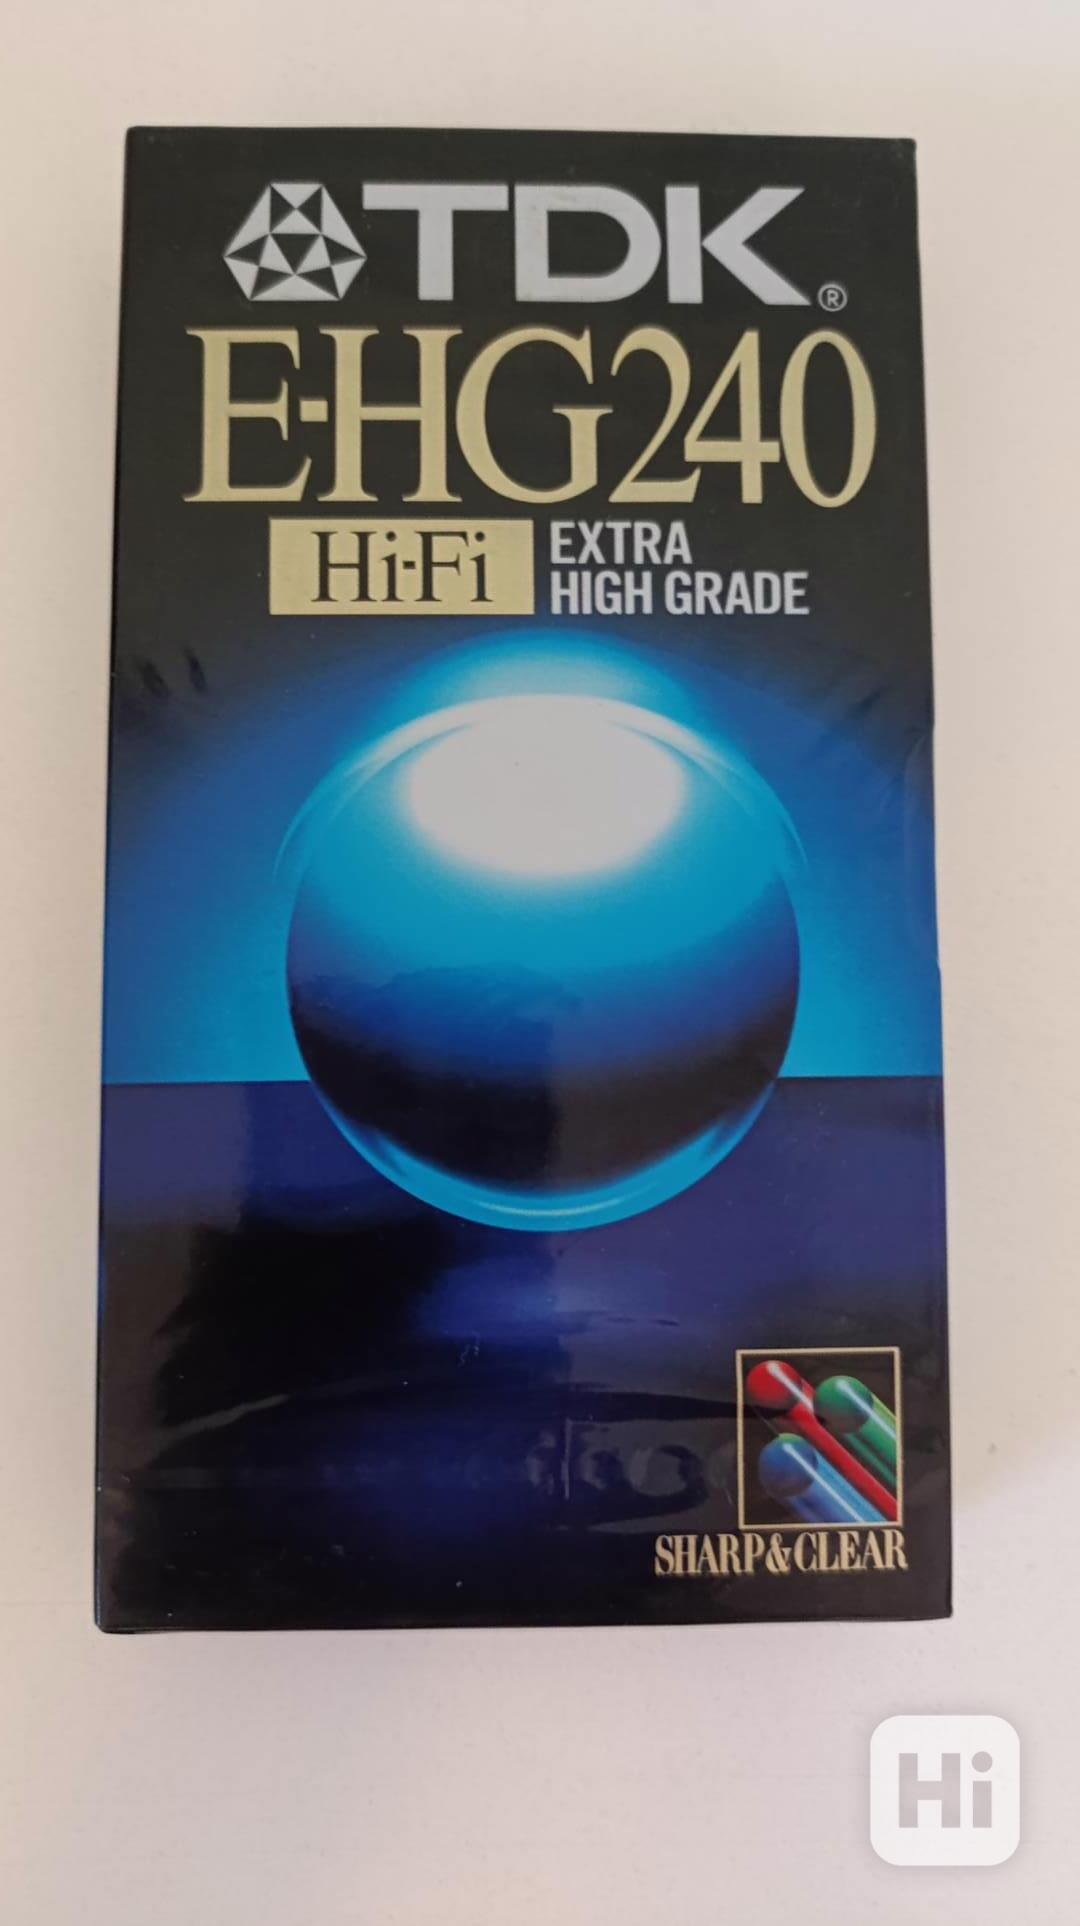 TDK®
E-HG240
Hi-Fi
EXTRA
HIGH GRADE
SHARP&CLEAR
Hi